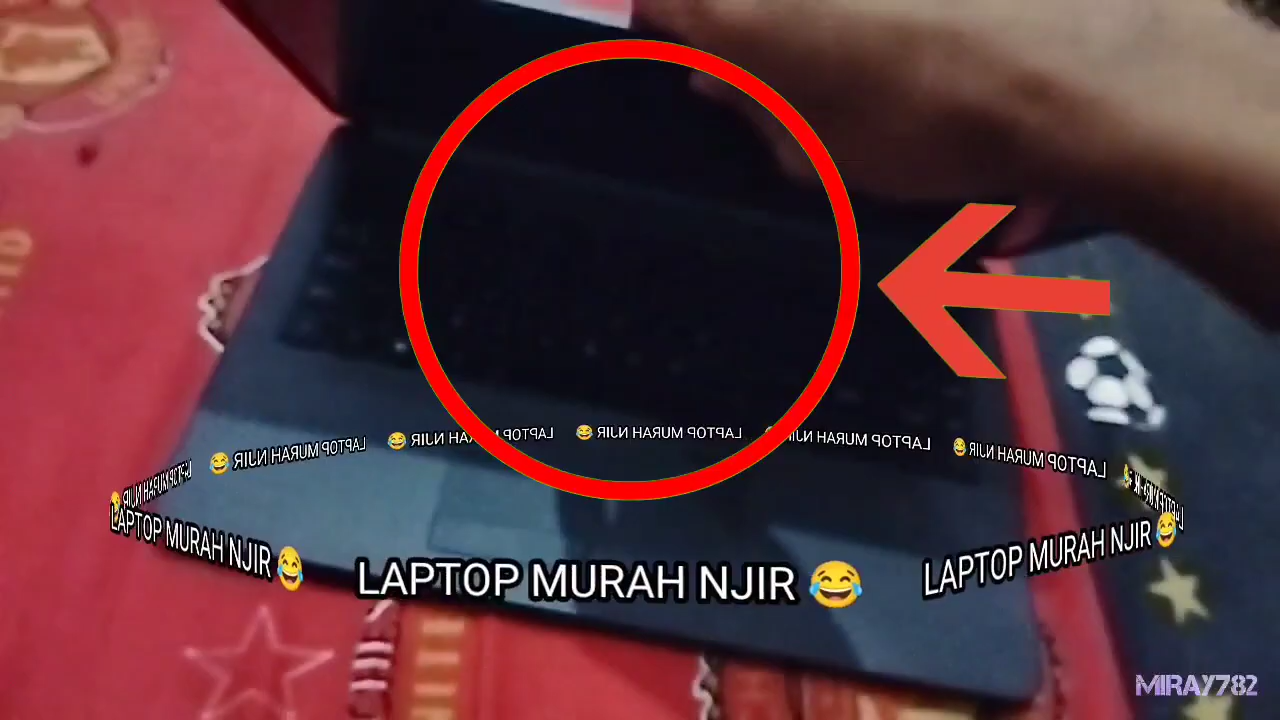 LAPTOP MURAH NJIR 😂 LAPTOP MURAH NJIR 😂 LAPTOP MURAH NJIR 😂 LAPTOP MURAH NJIR 😂 LAPTOP MURAH NJIR 😂 LAPTOP MURAH NJIR 😂
LAPTOP MURAH NJIR 😂 LAPTOP MURAH NJIR 😂 LAPTOP MURAH NJIR 😂
MIRAY782